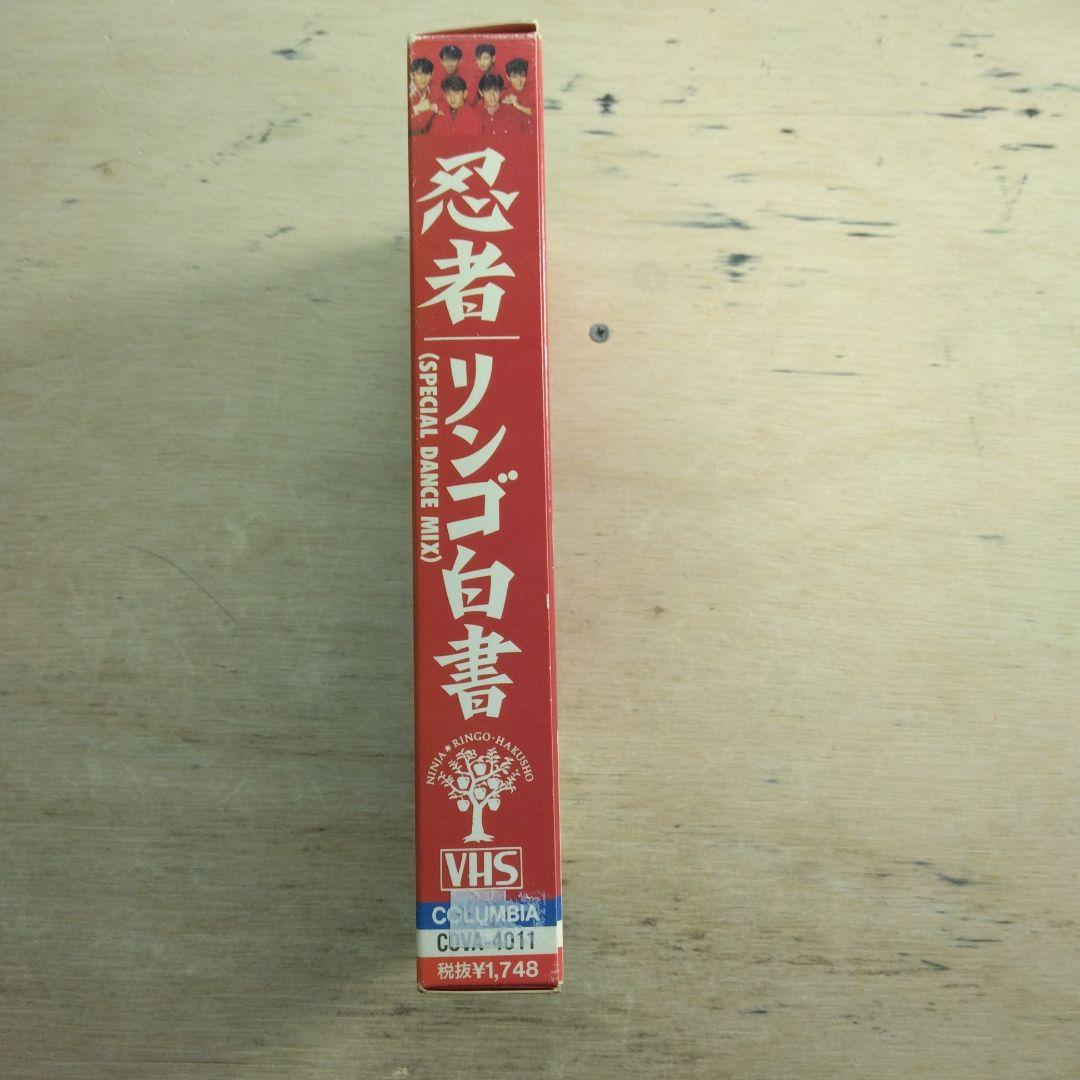 忍者
リンゴ白書
(SPECIAL DANCE MIX)
NINJA＊RINGO・HAKUSHO
VHS
COLUMBIA
COVA-4011
税抜¥1,748